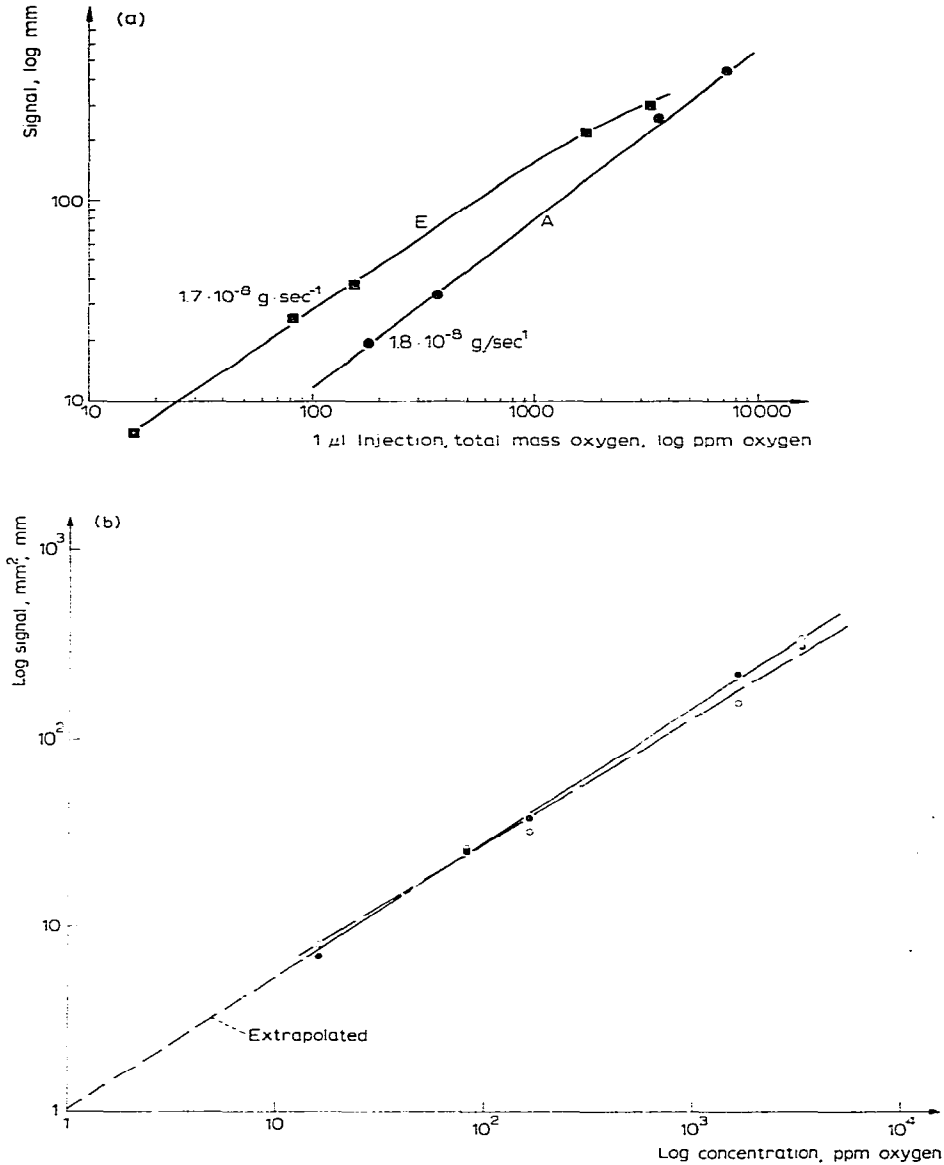 (a)
Signal, log mm
100
10
E
A
1.7·10⁻⁸ g·sec⁻¹
1.8·10⁻⁸ g/sec¹
10 100 1000 10000
1 µl Injection, total mass oxygen, log ppm oxygen
(b)
Log signal, mm², mm
10³
10²
10
1
Extrapolated
1 10 10² 10³ 10⁴
Log concentration, ppm oxygen